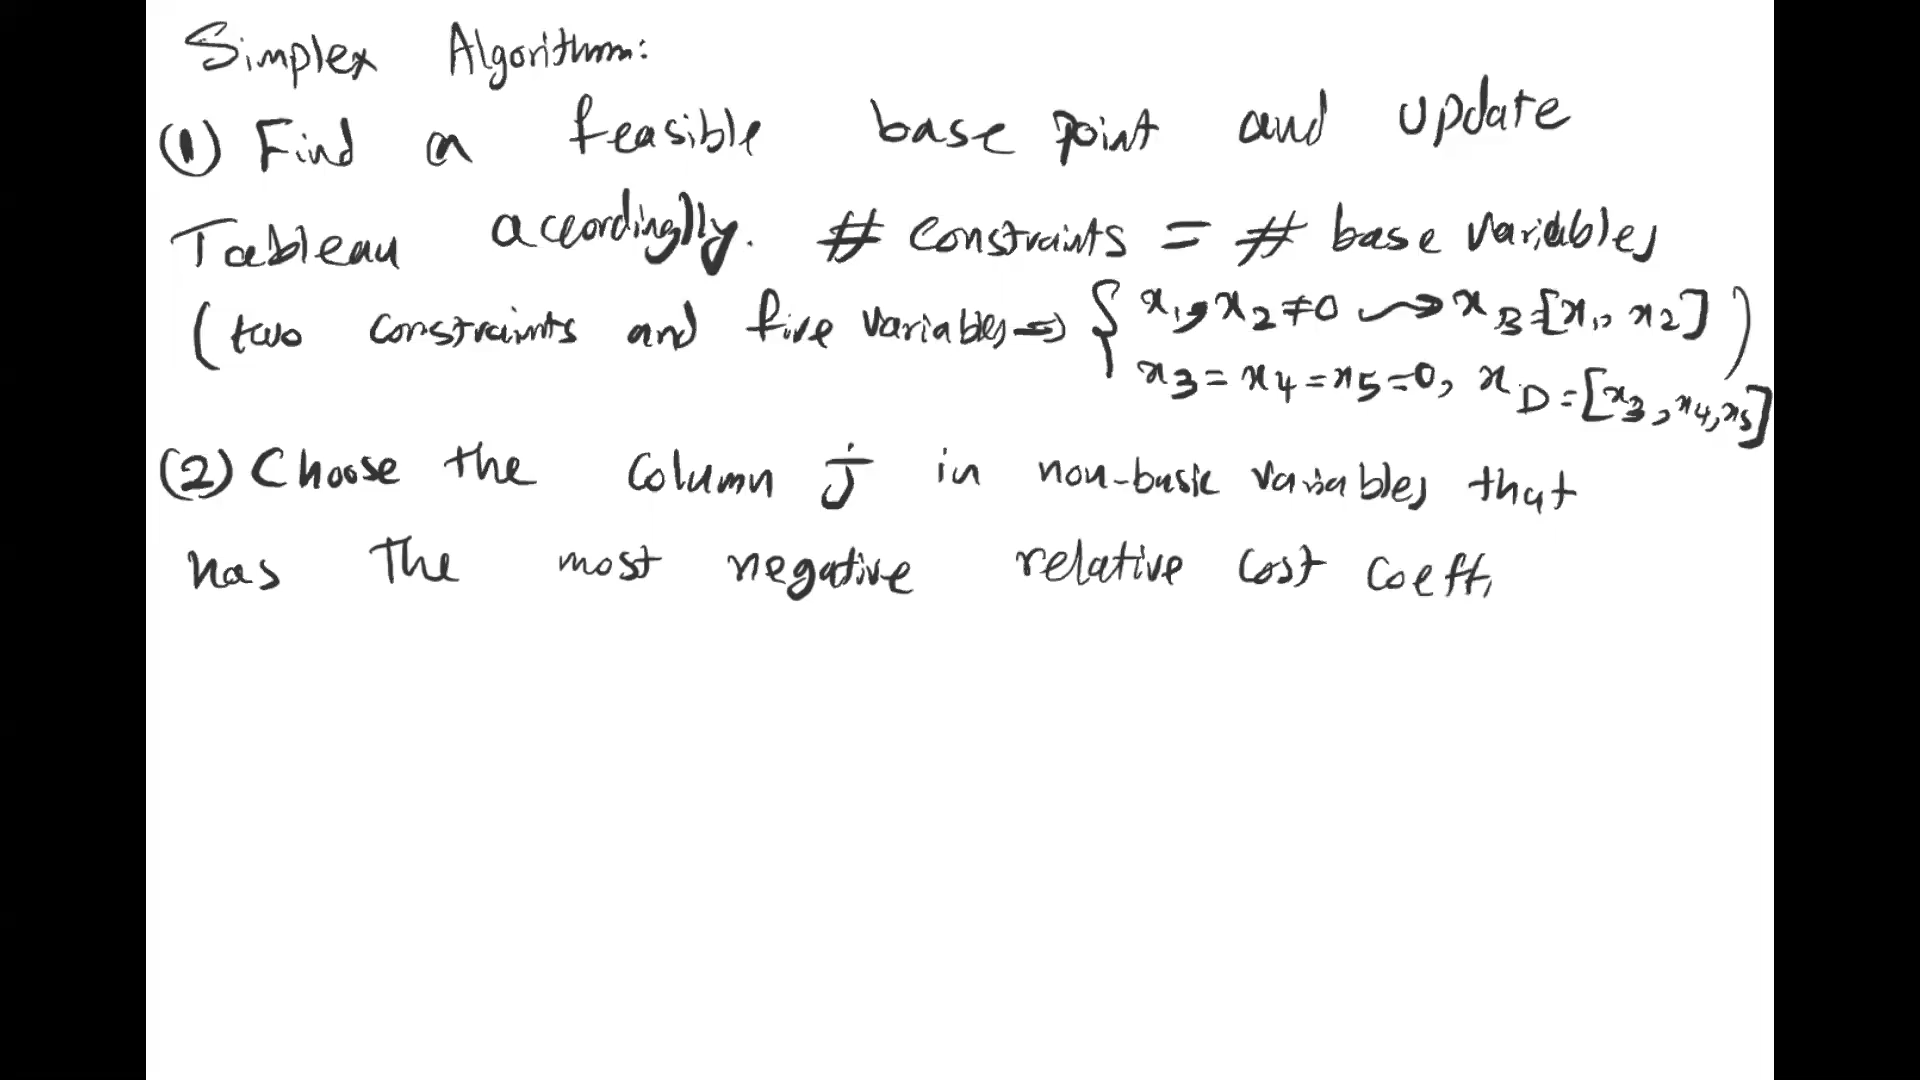 Simplex Algorithm:
(1) Find a feasible base point and update
Tableau accordinglly. # Constraints = # base variables
(two constraints and five variables => { x1, x2 ≠ 0 ⇝ xB = [x1, x2] )
x3 = x4 = x5 = 0, xD = [x3, x4, x5]
(2) Choose the Column j in non-basic variables that
has the most negative relative cost coeff,